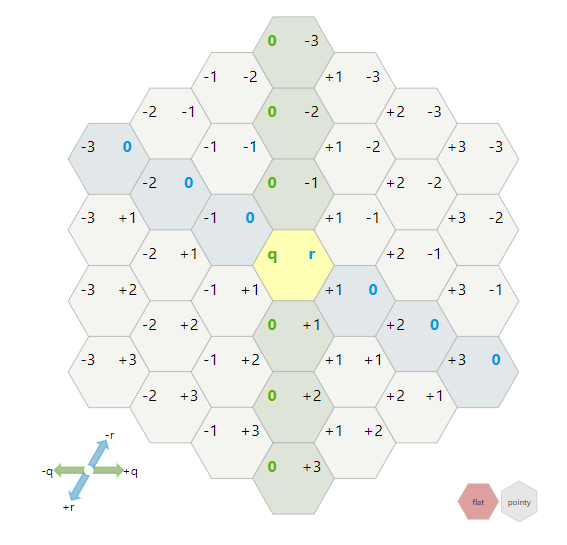 0 -3
-1 -2 +1 -3
-2 -1 0 -2 +2 -3
-3 0 -1 -1 +1 -2 +3 -3
-2 0 0 -1 +2 -2
-3 +1 -1 0 +1 -1 +3 -2
-2 +1 q r +2 -1
-3 +2 -1 +1 +1 0 +3 -1
-2 +2 0 +1 +2 0
-3 +3 -1 +2 +1 +1 +3 0
-2 +3 0 +2 +2 +1
-1 +3 +1 +2
-r
0 +3
-q +q
+r
flat pointy